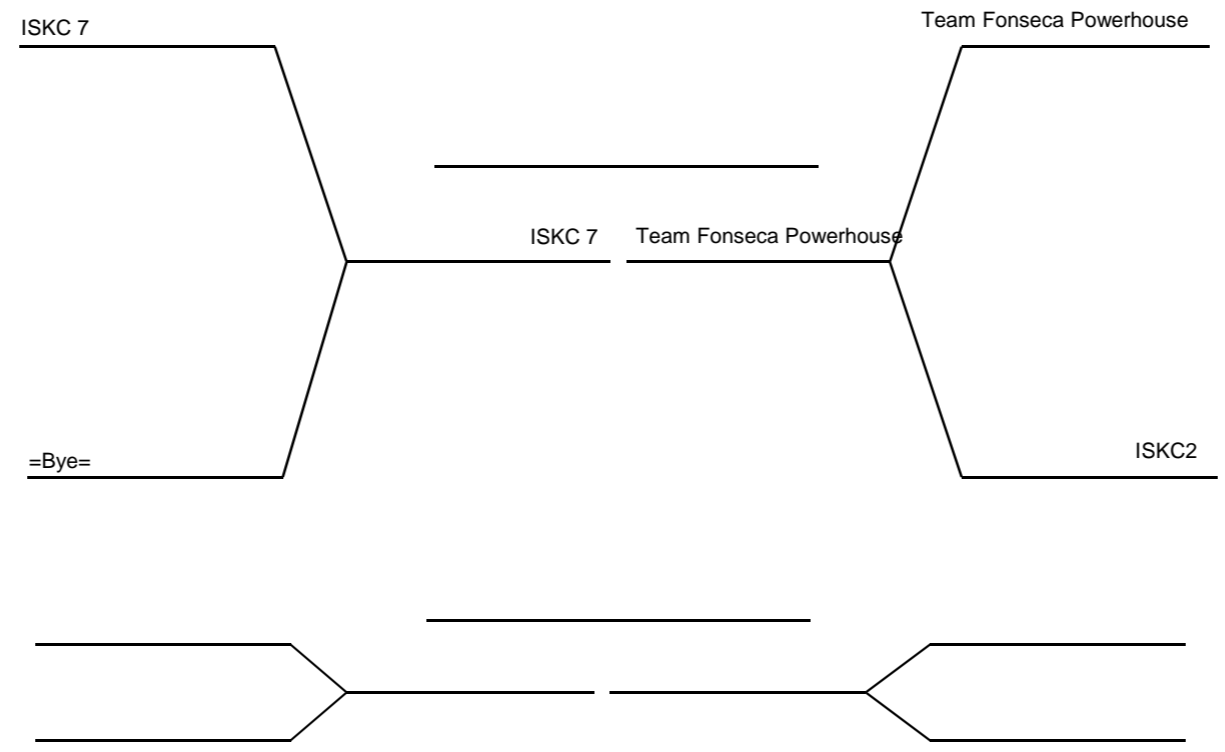 ISKC 7
Team Fonseca Powerhouse
ISKC 7
Team Fonseca Powerhouse
=Bye=
ISKC2